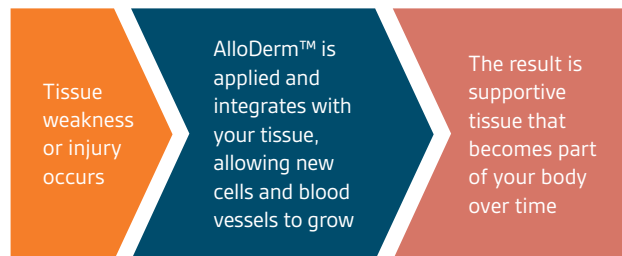 Tissue
weakness
or injury
occurs
AlloDerm™ is
applied and
integrates with
your tissue,
allowing new
cells and blood
vessels to grow
The result is
supportive
tissue that
becomes part
of your body
over time